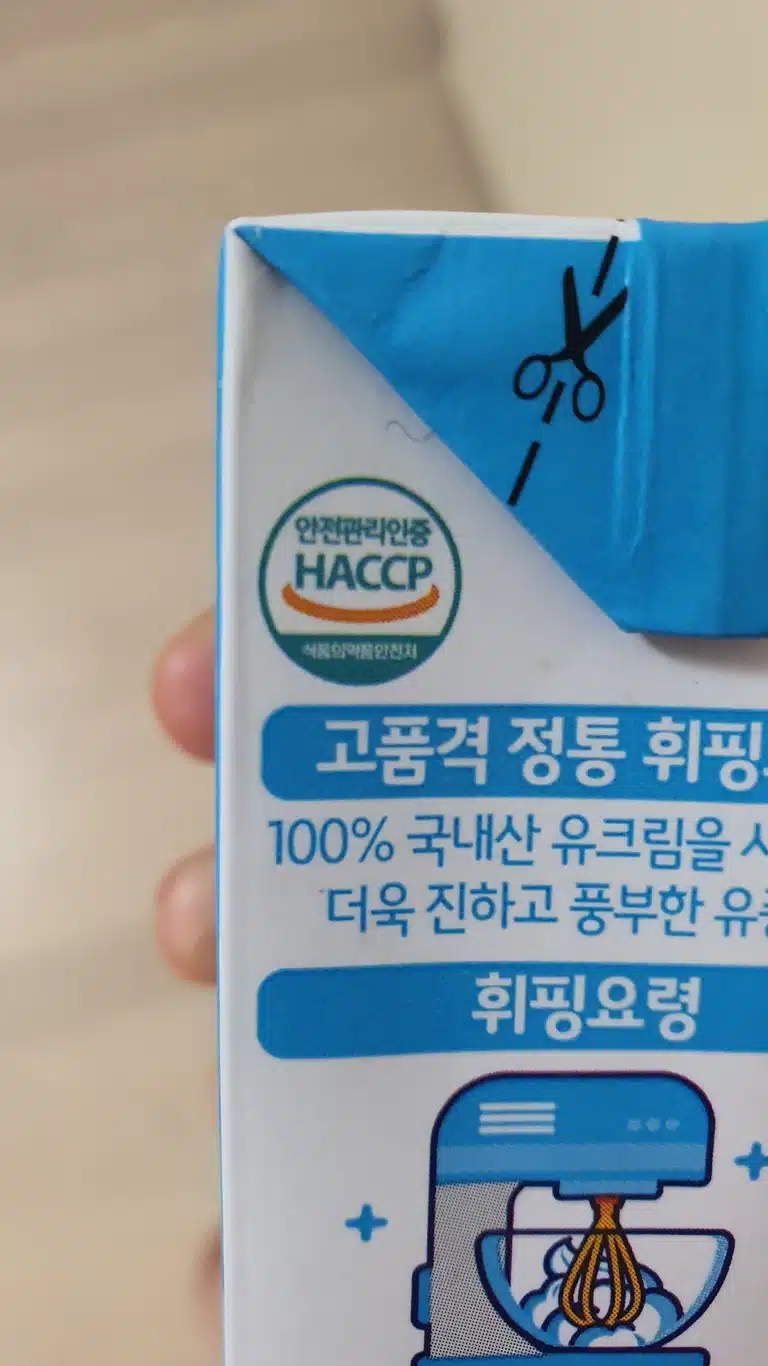 안전관리인증
HACCP
식품의약품안전처
고품격 정통 휘핑
100% 국내산 유크림을
더욱 진하고 풍부한
휘핑요령